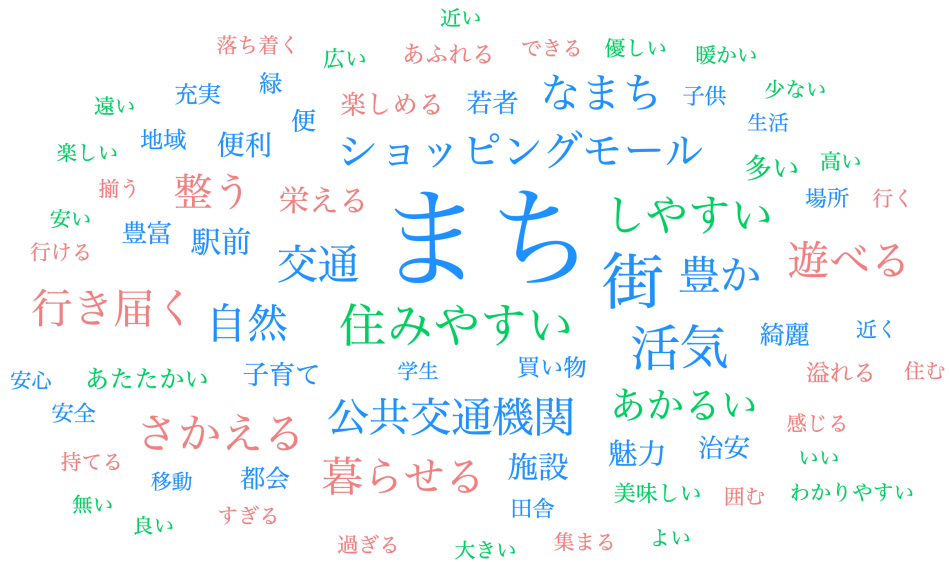 近い
落ち着く
広い
あふれる
できる
優しい
暖かい
遠い
充実
緑
便
楽しめる
若者
なまち
子供
少ない
生活
楽しい
地域
便利
ショッピングモール
多い
高い
揃う
整う
栄える
まち
しやすい
場所
行く
安い
行ける
豊富
駅前
交通
街
豊か
遊べる
行き届く
自然
住みやすい
活気
綺麗
近く
安心
あたたかい
子育て
学生
買い物
溢れる
住む
安全
さかえる
公共交通機関
あかるい
感じる
持てる
移動
都会
暮らせる
施設
魅力
治安
いい
無い
良い
すぎる
田舎
美味しい
囲む
わかりやすい
過ぎる
大きい
集まる
よい